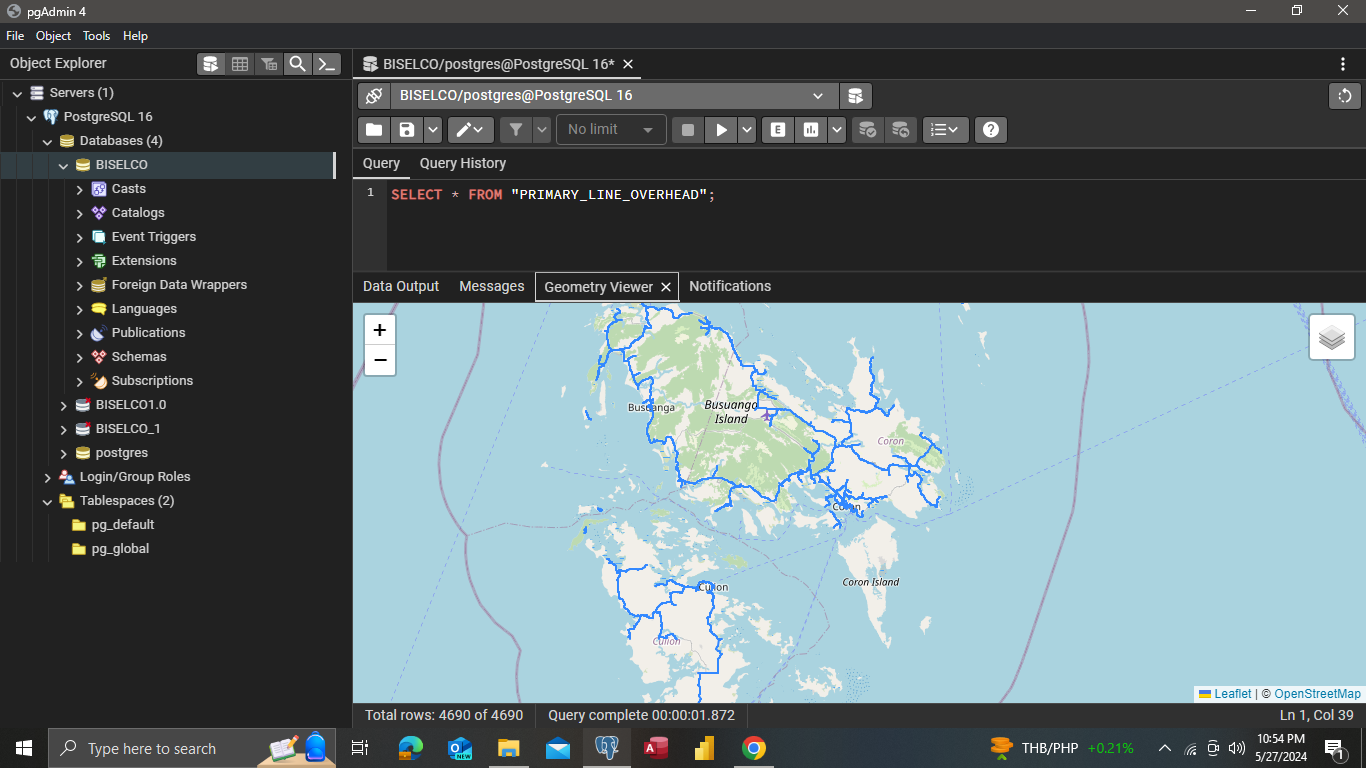 pgAdmin 4
File Object Tools Help
Object Explorer
BISELCO/postgres@PostgreSQL 16*
Servers (1)
PostgreSQL 16
Databases (4)
BISELCO
Casts
Catalogs
Event Triggers
Extensions
Foreign Data Wrappers
Languages
Publications
Schemas
Subscriptions
BISELCO1.0
BISELCO_1
postgres
Login/Group Roles
Tablespaces (2)
pg_default
pg_global
BISELCO/postgres@PostgreSQL 16
No limit
E
Query Query History
1 SELECT * FROM "PRIMARY_LINE_OVERHEAD";
Data Output Messages Geometry Viewer Notifications
+
−
Busuanga
Busuanga
Island
Coron
Coron
Coron Island
Culion
Culion
Leaflet | © OpenStreetMap
Total rows: 4690 of 4690 Query complete 00:00:01.872 Ln 1, Col 39
Type here to search
NEW
THB/PHP +0.21%
10:54 PM
5/27/2024
1